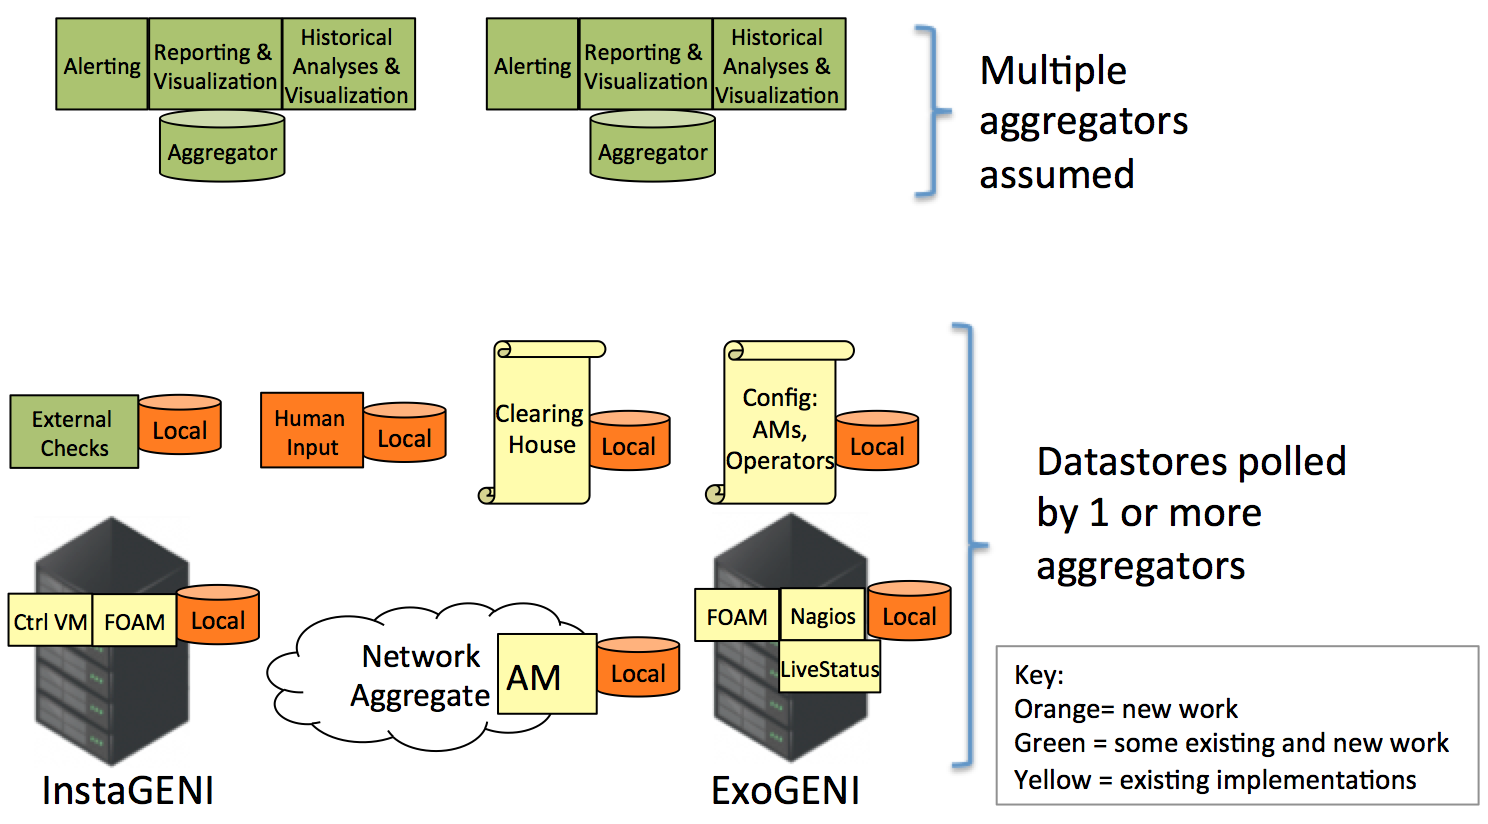 Alerting
Reporting &
Visualization
Historical
Analyses &
Visualization
Aggregator
Alerting
Reporting &
Visualization
Historical
Analyses &
Visualization
Aggregator
Multiple
aggregators
assumed
External
Checks
Local
Human
Input
Local
Clearing
House
Local
Config:
AMs,
Operators
Local
Datastores polled
by 1 or more
aggregators
Ctrl VM
FOAM
Local
InstaGENI
Network
Aggregate
AM
Local
FOAM
Nagios
LiveStatus
Local
ExoGENI
Key:
Orange= new work
Green = some existing and new work
Yellow = existing implementations